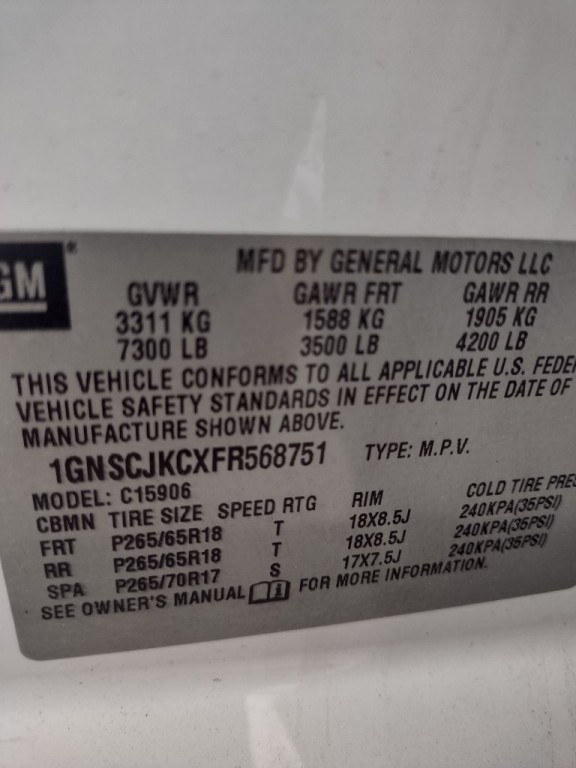 GM®
MFD BY GENERAL MOTORS LLC
GVWR GAWR FRT GAWR RR
3311 KG 1588 KG 1905 KG
7300 LB 3500 LB 4200 LB
THIS VEHICLE CONFORMS TO ALL APPLICABLE U.S. FEDE
VEHICLE SAFETY STANDARDS IN EFFECT ON THE DATE OF
MANUFACTURE SHOWN ABOVE.
1GNSCJKCXFR568751 TYPE: M.P.V.
MODEL: C15906
CBMN TIRE SIZE SPEED RTG RIM COLD TIRE PRE
FRT P265/65R18 T 18X8.5J 240KPA(35PSI)
RR P265/65R18 T 18X8.5J 240KPA(35PSI)
SPA P265/70R17 S 17X7.5J 240KPA(35PSI)
SEE OWNER'S MANUAL FOR MORE INFORMATION.